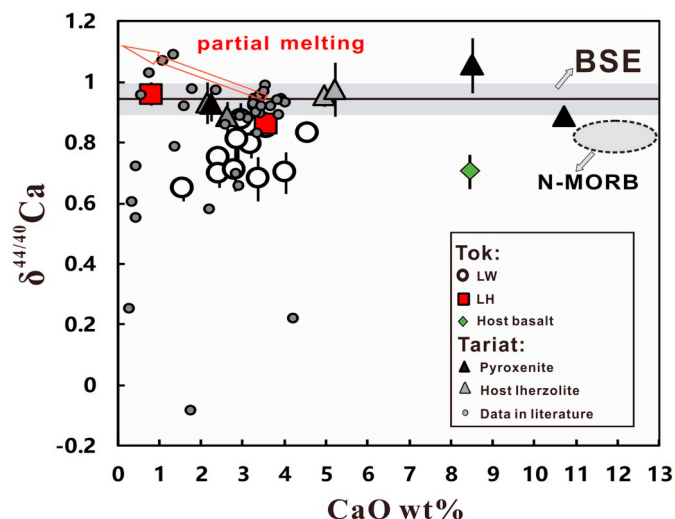 1.2
1
0.8
0.6
0.4
0.2
0
-0.2
δ44/40Ca
partial melting
BSE
N-MORB
Tok:
LW
LH
Host basalt
Tariat:
Pyroxenite
Host lherzolite
Data in literature
0 1 2 3 4 5 6 7 8 9 10 11 12 13
CaO wt%